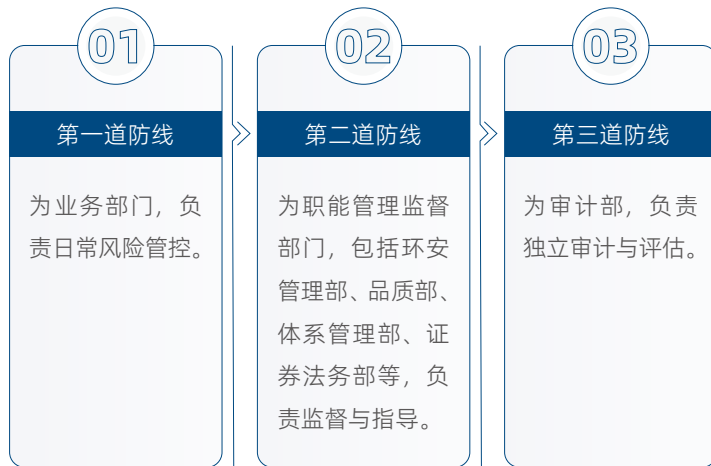 01
第一道防线
为业务部门，负
责日常风险管控。
02
第二道防线
为职能管理监督
部门，包括环安
管理部、品质部、
体系管理部、证
券法务部等，负
责监督与指导。
03
第三道防线
为审计部，负责
独立审计与评估。